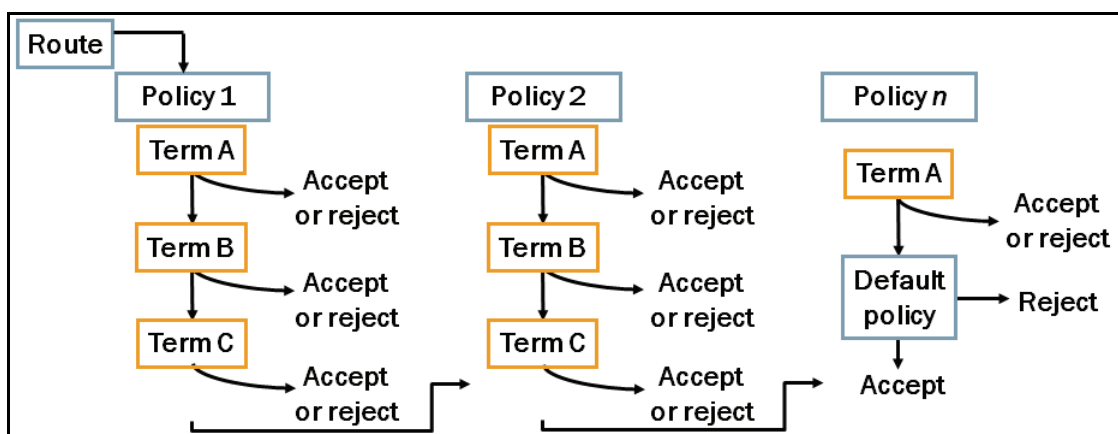 Route
Policy 1
Term A
Accept
or reject
Term B
Accept
or reject
Term C
Accept
or reject
Policy 2
Term A
Accept
or reject
Term B
Accept
or reject
Term C
Accept
or reject
Policy n
Term A
Accept
or reject
Default
policy
Reject
Accept